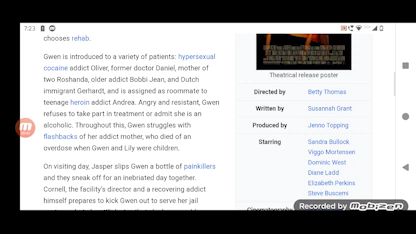 7:23
chooses rehab.
Gwen is introduced to a variety of patients: hypersexual
cocaine addict Oliver, former doctor Daniel, mother of
two Roshanda, older addict Bobbi Jean, and Dutch
immigrant Gerhardt, and is assigned as roommate to
teenage heroin addict Andrea. Angry and resistant, Gwen
refuses to take part in treatment or admit she is an
alcoholic. Throughout this, Gwen struggles with
flashbacks of her addict mother, who died of an
overdose when Gwen and Lily were children.
On visiting day, Jasper slips Gwen a bottle of painkillers
and they sneak off for an inebriated day together.
Cornell, the facility's director and a recovering addict
himself prepares to kick Gwen out to serve her jail
Theatrical release poster
Directed by Betty Thomas
Written by Susannah Grant
Produced by Jenno Topping
Starring Sandra Bullock
Viggo Mortensen
Dominic West
Diane Ladd
Elizabeth Perkins
Steve Buscemi
Recorded by Mobizen